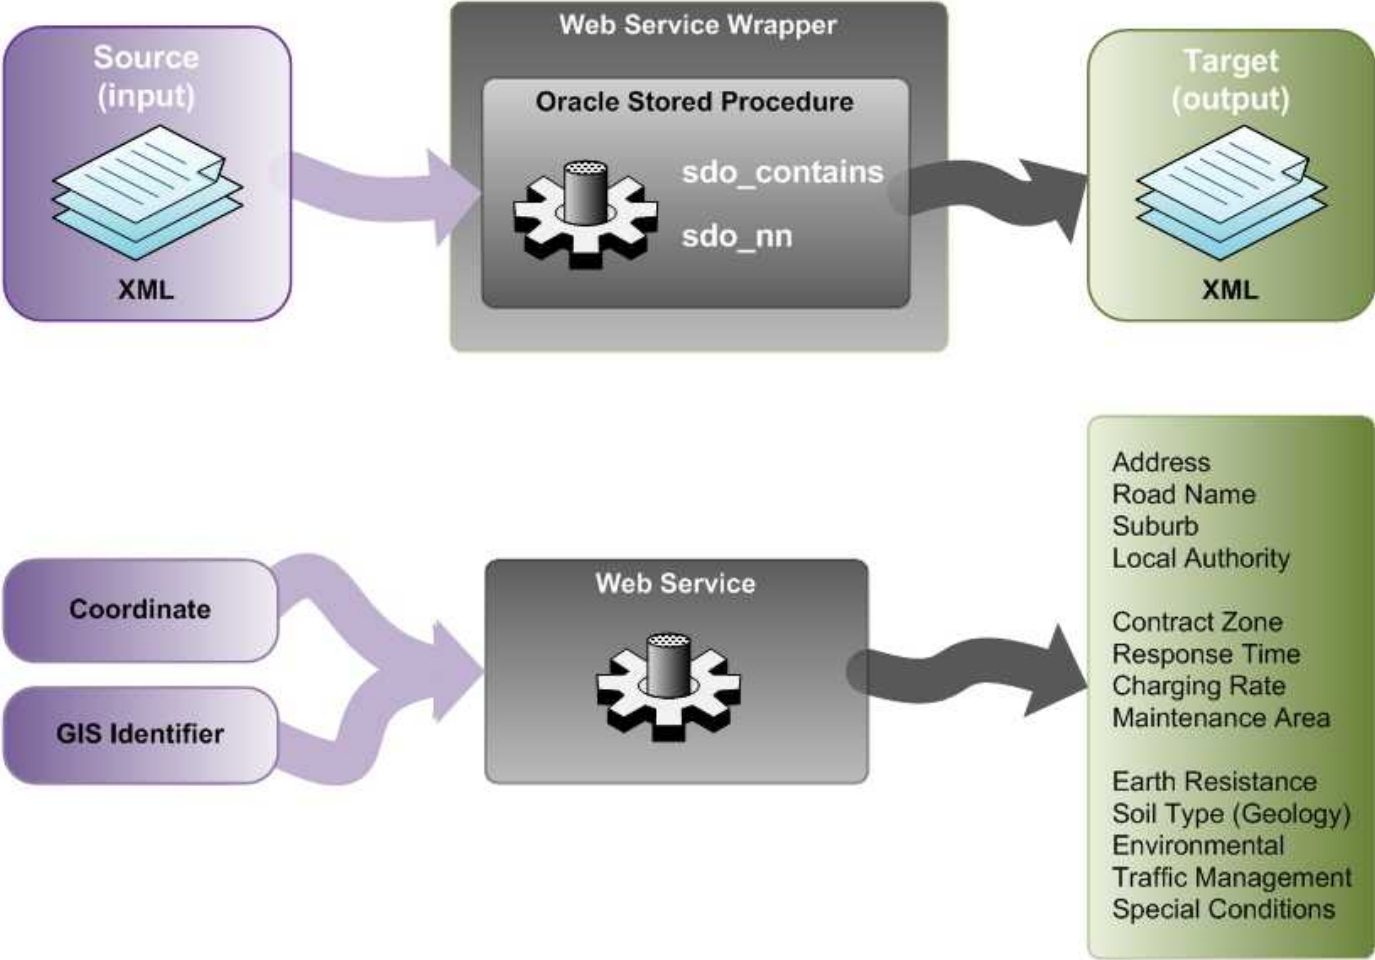 Source
(input)
XML
Web Service Wrapper
Oracle Stored Procedure
sdo_contains
sdo_nn
Target
(output)
XML
Coordinate
GIS Identifier
Web Service
Address
Road Name
Suburb
Local Authority
Contract Zone
Response Time
Charging Rate
Maintenance Area
Earth Resistance
Soil Type (Geology)
Environmental
Traffic Management
Special Conditions